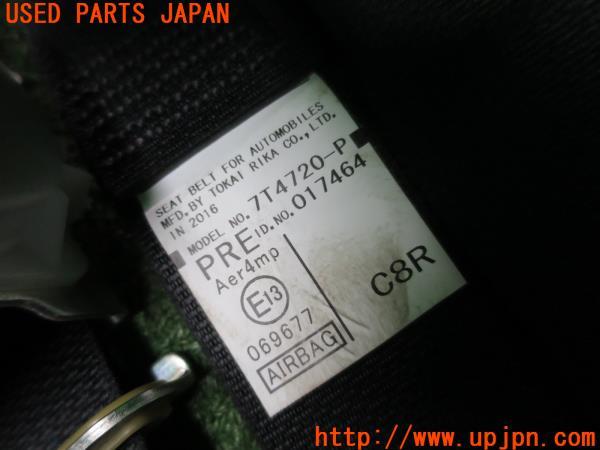 USED PARTS JAPAN
SEAT BELT FOR AUTOMOBILES
MFD.BY TOKAI RIKA CO.,LTD.
IN 2016
MODEL NO. 7T4720-P
PRE ID.NO. 017464
Aer4mp
E13
069677
C8R
AIRBAG
http://www.upjpn.com